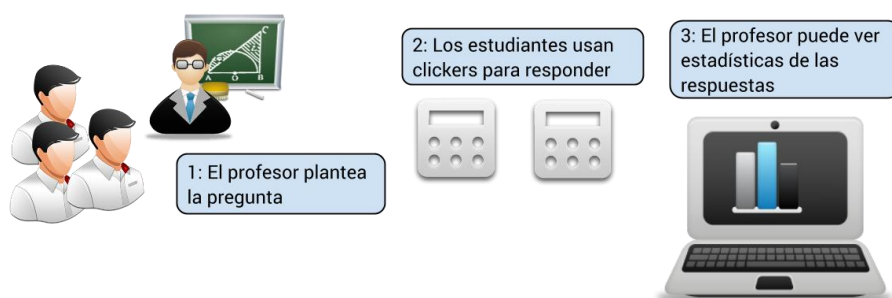 1: El profesor plantea
la pregunta
2: Los estudiantes usan
clickers para responder
3: El profesor puede ver
estadísticas de las
respuestas
C
A
O
B